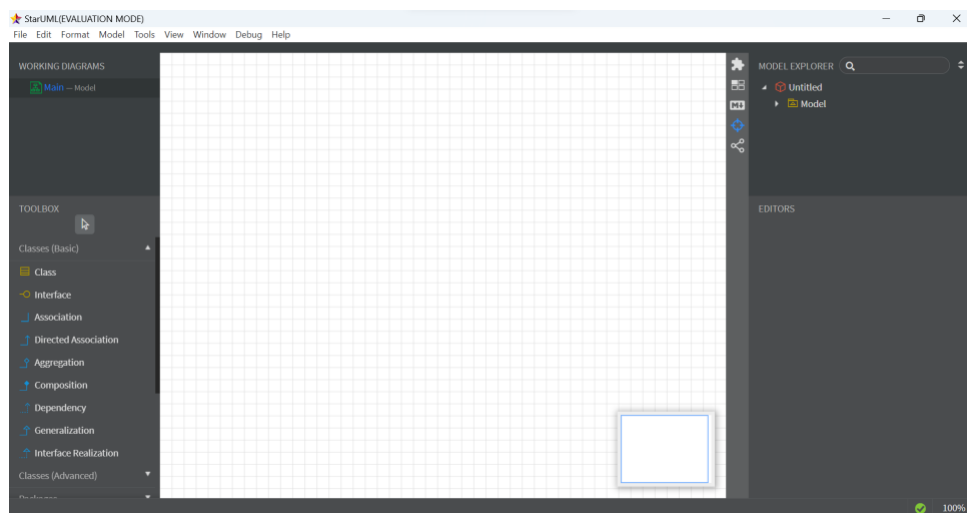 StarUML(EVALUATION MODE)
File Edit Format Model Tools View Window Debug Help
WORKING DIAGRAMS
Main — Model
TOOLBOX
Classes (Basic)
Class
Interface
Association
Directed Association
Aggregation
Composition
Dependency
Generalization
Interface Realization
Classes (Advanced)
Packages
M
MODEL EXPLORER
Untitled
Model
EDITORS
100%